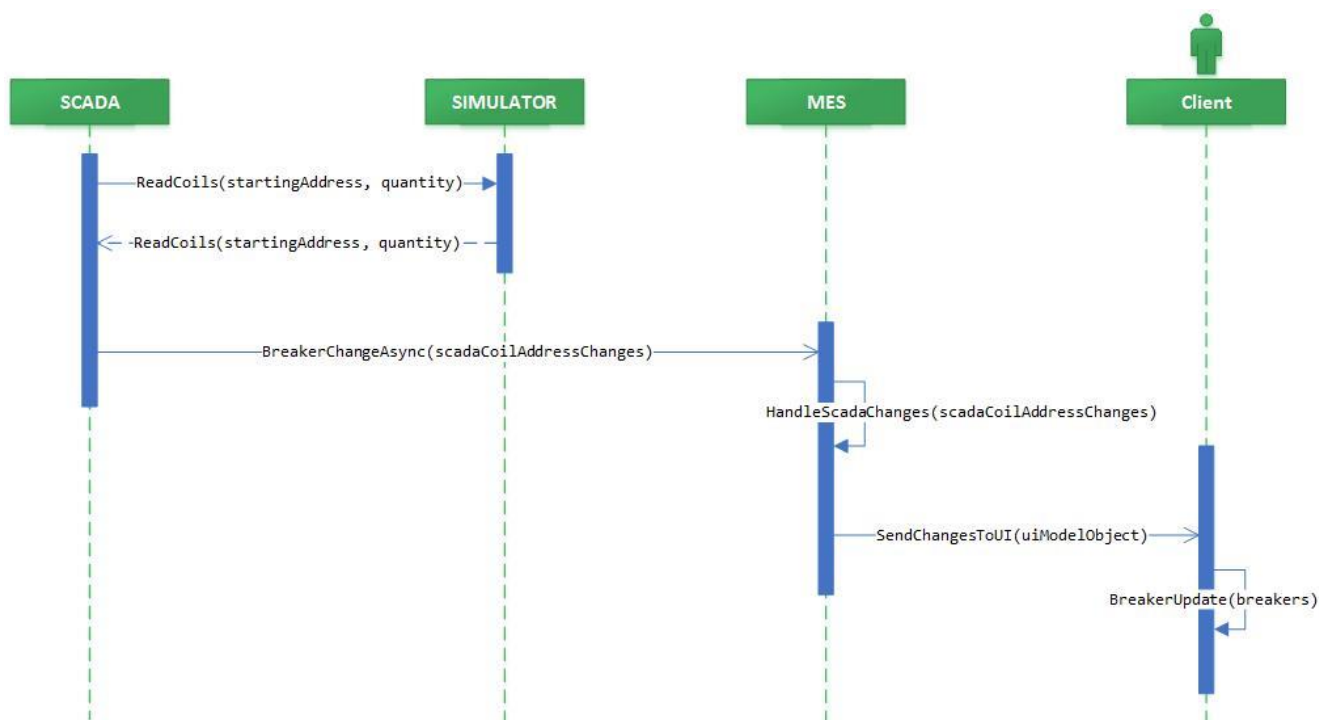 SCADA
SIMULATOR
MES
Client
ReadCoils(startingAddress, quantity)
ReadCoils(startingAddress, quantity)
BreakerChangeAsync(scadaCoilAddressChanges)
HandleScadaChanges(scadaCoilAddressChanges)
SendChangesToUI(uiModelObject)
BreakerUpdate(breakers)